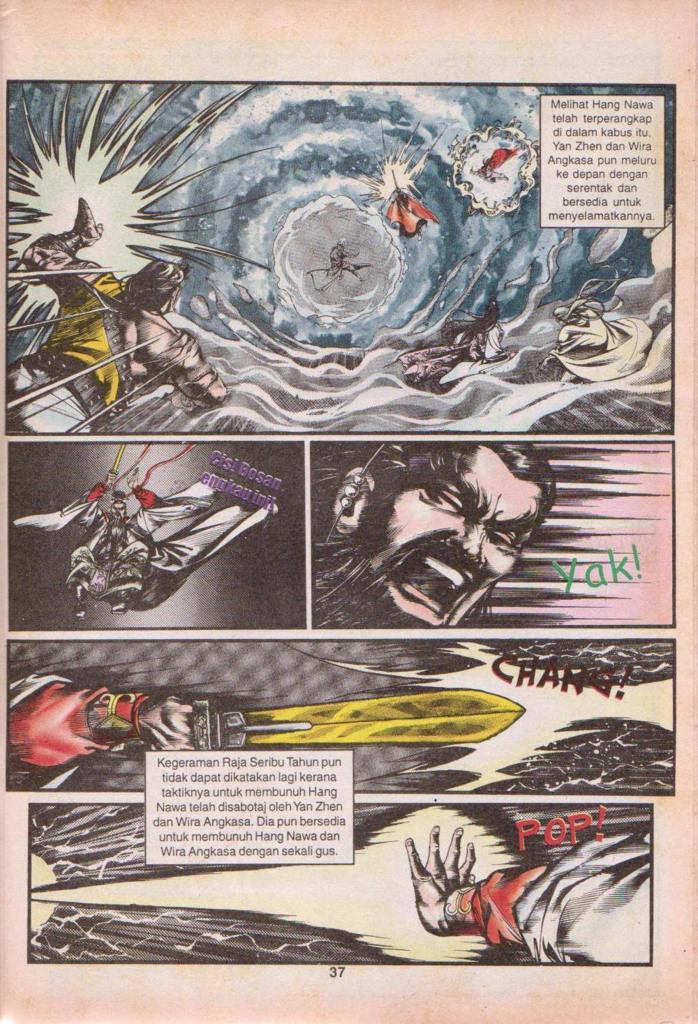 Melihat Hang Nawa
telah terperangkap
di dalam kabus itu.
Yan Zhen dan Wira
Angkasa pun meluru
ke depan dengan
serentak dan
bersedia untuk
menyelamatkannya.
Cisi Bosan
engkau ini!
Yak!
CHANG!
Kegeraman Raja Seribu Tahun pun
tidak dapat dikatakan lagi kerana
taktiknya untuk membunuh Hang
Nawa telah disabotaj oleh Yan Zhen
dan Wira Angkasa. Dia pun bersedia
untuk membunuh Hang Nawa dan
Wira Angkasa dengan sekali gus.
POP!
37